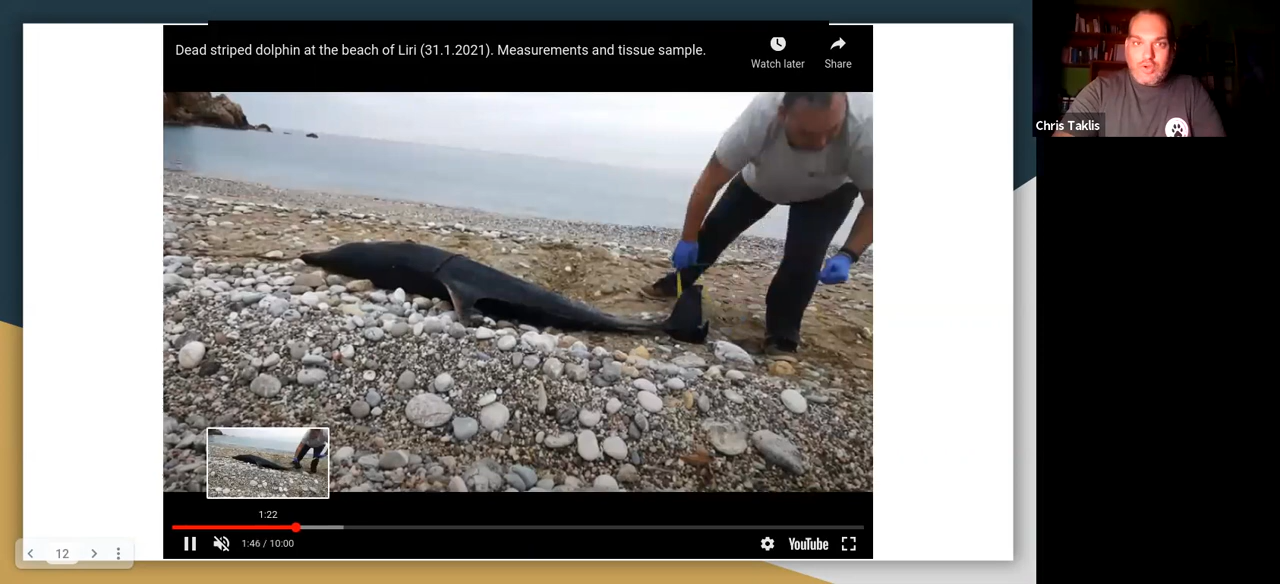 Dead striped dolphin at the beach of Liri (31.1.2021). Measurements and tissue sample.
Watch later
Share
Chris Taklis
1:22
1:46 / 10:00
YouTube
12